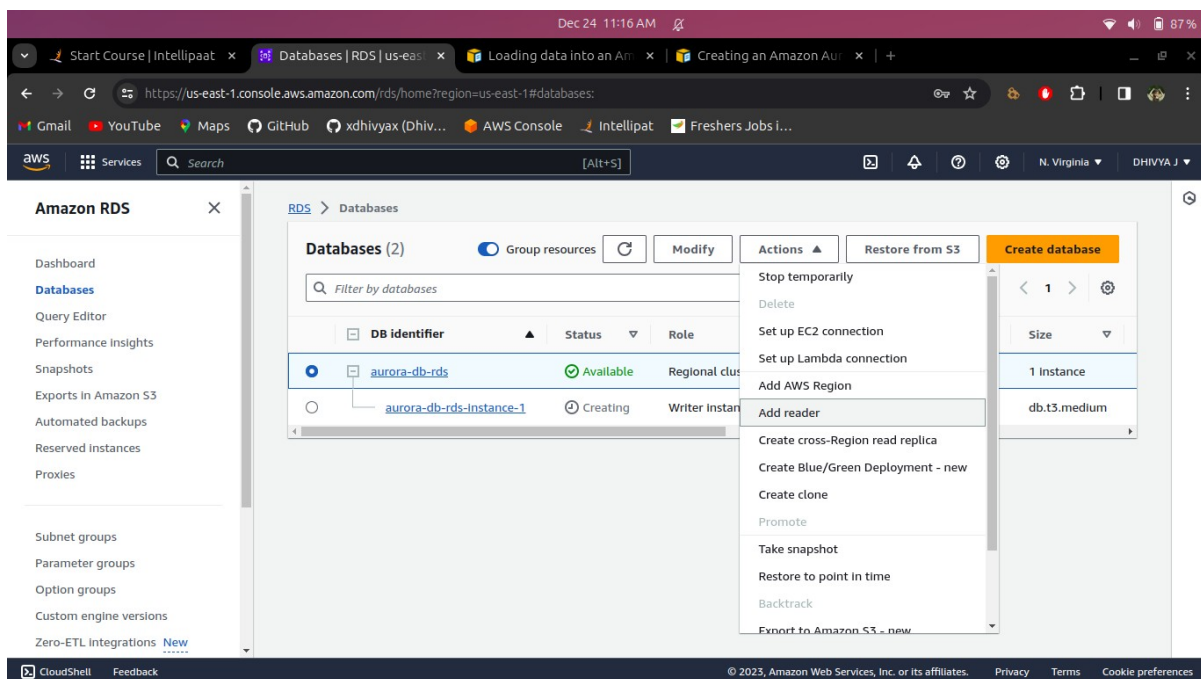 Dec 24 11:16 AM 87%
Start Course | Intellipaat Databases | RDS | us-eas Loading data into an Am Creating an Amazon Aur
https://us-east-1.console.aws.amazon.com/rds/home?region=us-east-1#databases:
Gmail YouTube Maps GitHub xdhivyax (Dhiv... AWS Console Intellipat Freshers Jobs i...
aws Services Search [Alt+S] N. Virginia DHIVYA J
Amazon RDS
Dashboard
Databases
Query Editor
Performance insights
Snapshots
Exports in Amazon S3
Automated backups
Reserved instances
Proxies
Subnet groups
Parameter groups
Option groups
Custom engine versions
Zero-ETL integrations New
RDS > Databases
Databases (2) Group resources Modify Actions Restore from S3 Create database
Filter by databases 1
DB identifier Status Role Size
aurora-db-rds Available Regional clus 1 instance
aurora-db-rds-instance-1 Creating Writer instan db.t3.medium
Stop temporarily
Delete
Set up EC2 connection
Set up Lambda connection
Add AWS Region
Add reader
Create cross-Region read replica
Create Blue/Green Deployment - new
Create clone
Promote
Take snapshot
Restore to point in time
Backtrack
Export to Amazon S3 - new
CloudShell Feedback © 2023, Amazon Web Services, Inc. or its affiliates. Privacy Terms Cookie preferences